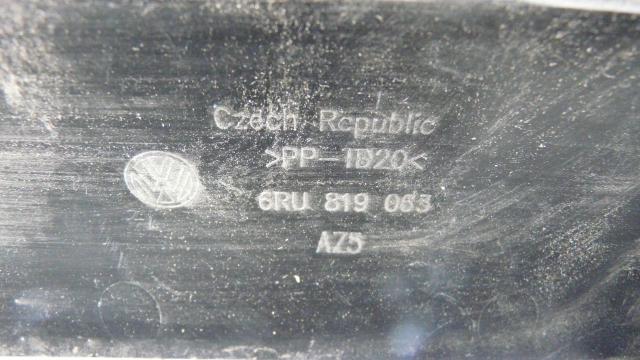 Czech Republic
>PP-TD20<
6RU 819 063
AZ5